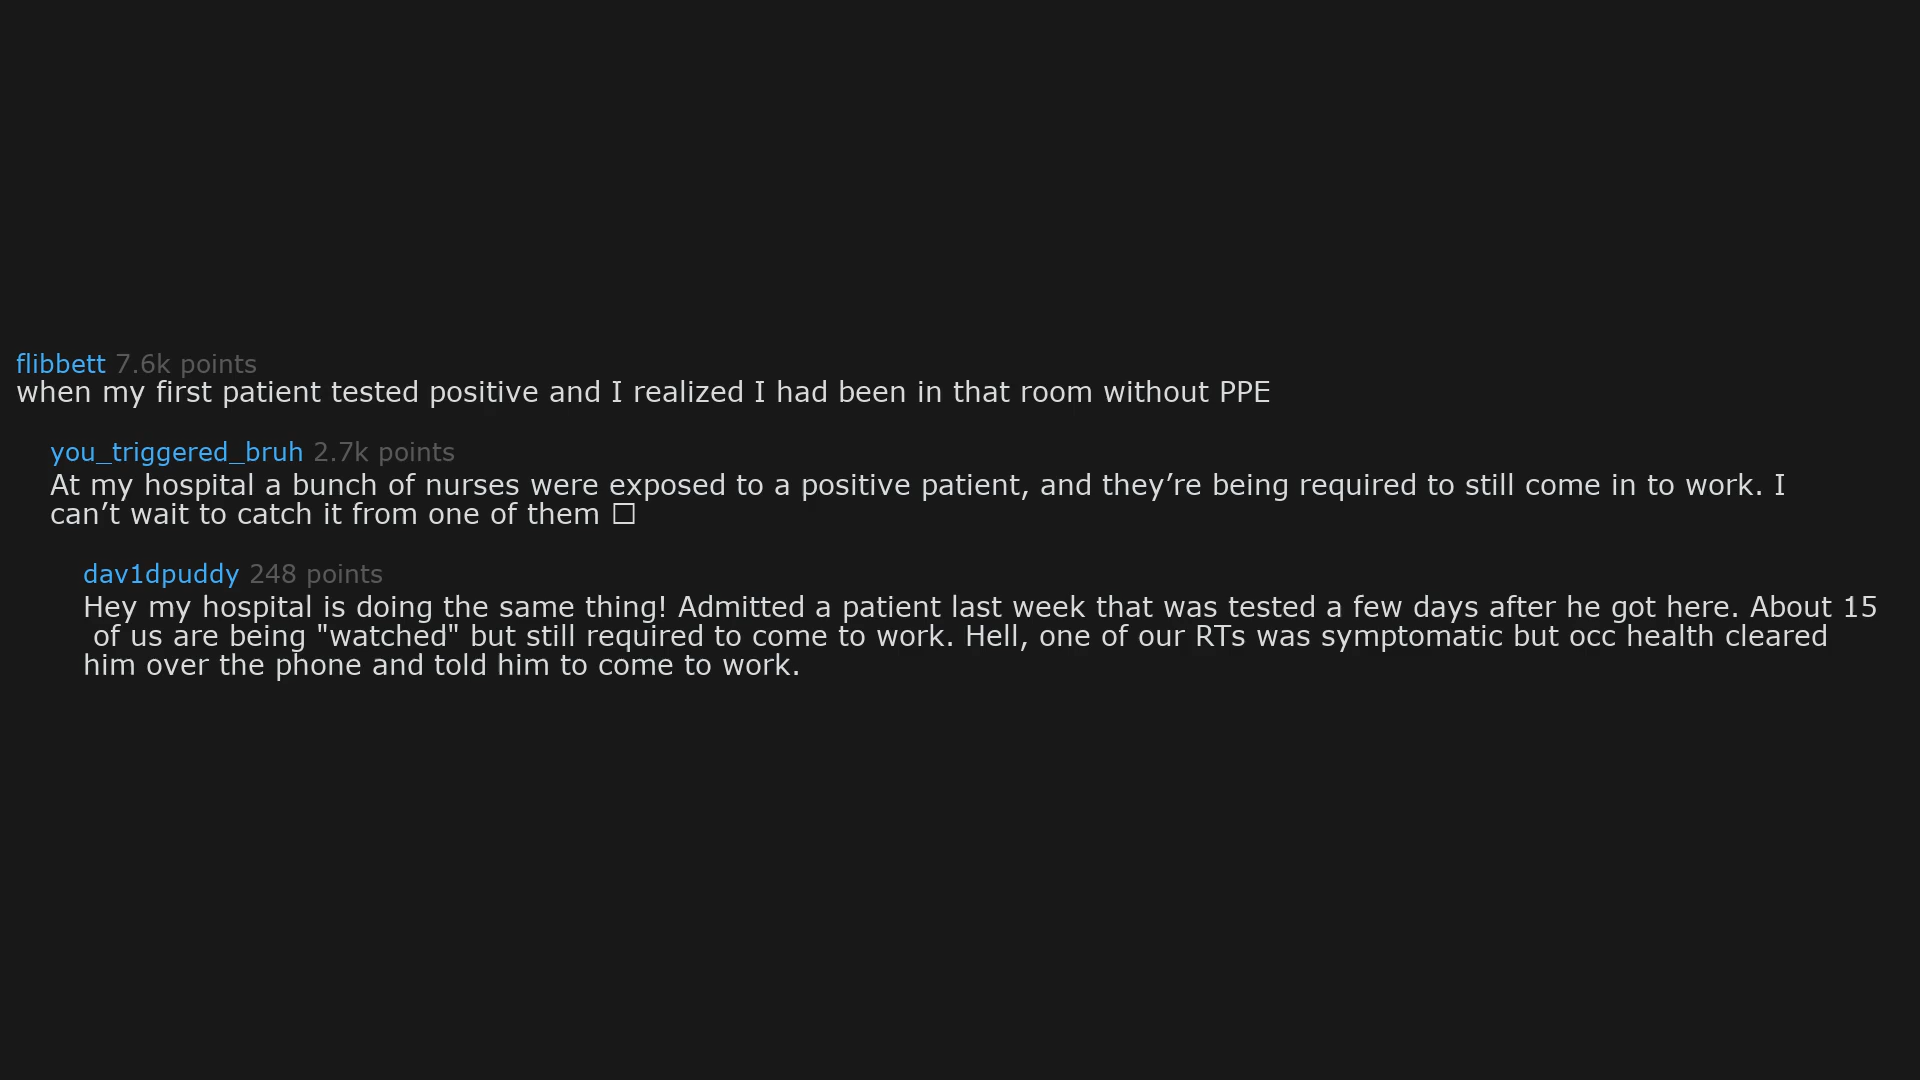 flibbett 7.6k points
when my first patient tested positive and I realized I had been in that room without PPE
you_triggered_bruh 2.7k points
At my hospital a bunch of nurses were exposed to a positive patient, and they’re being required to still come in to work. I
can’t wait to catch it from one of them □
dav1dpuddy 248 points
Hey my hospital is doing the same thing! Admitted a patient last week that was tested a few days after he got here. About 15
of us are being "watched" but still required to come to work. Hell, one of our RTs was symptomatic but occ health cleared
him over the phone and told him to come to work.